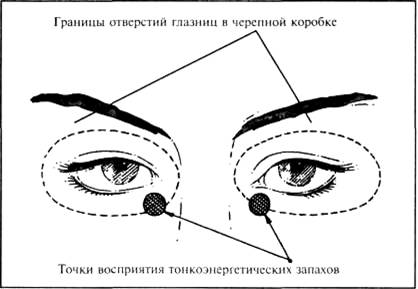 Границы отверстий глазниц в черепной коробке
Точки восприятия тонкоэнергетических запахов